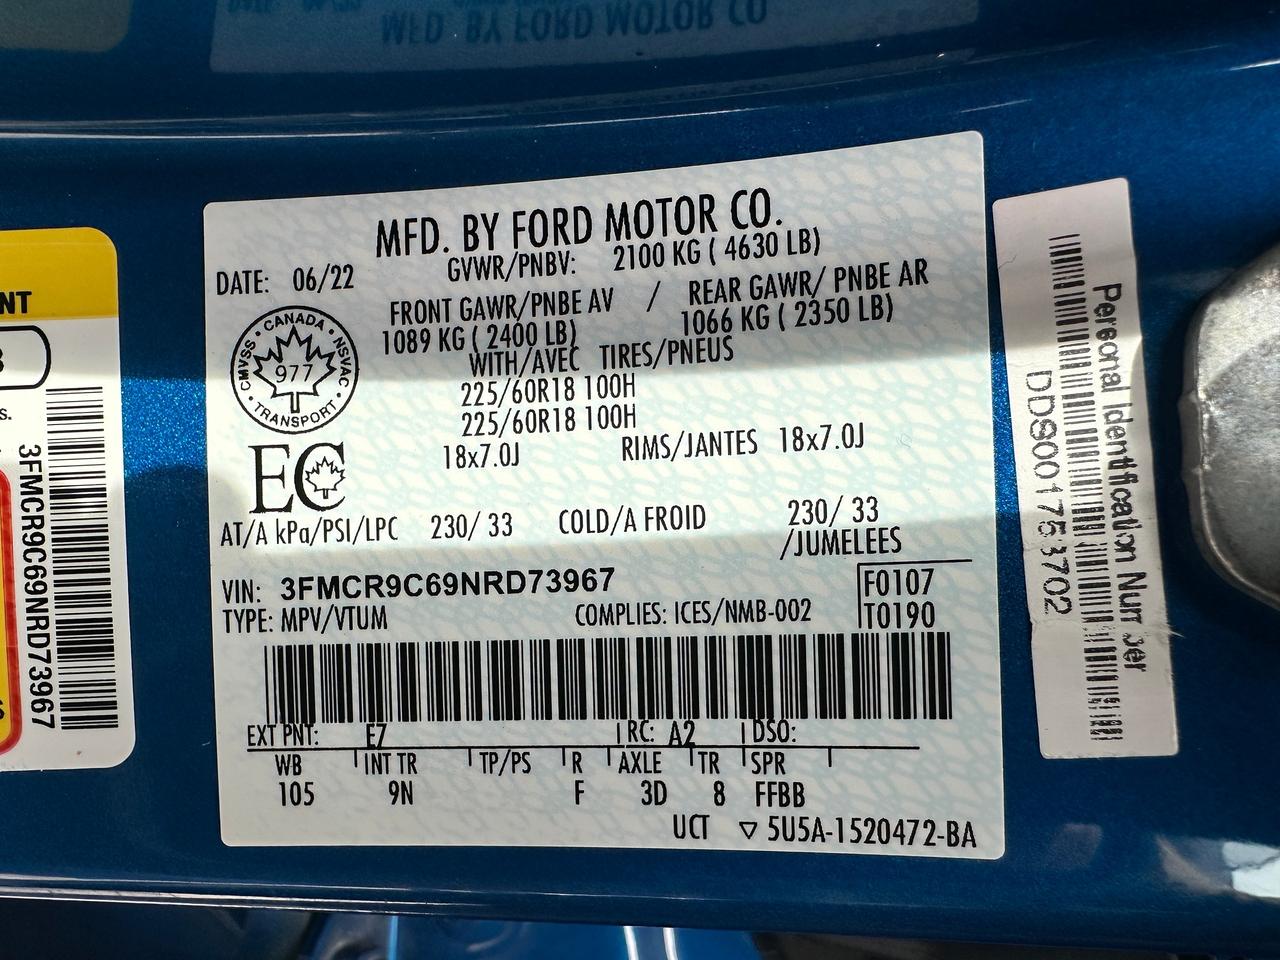 MFD. BY FORD MOTOR CO.
DATE: 06/22
GVWR/PNBV: 2100 KG ( 4630 LB)
FRONT GAWR/PNBE AV / REAR GAWR/ PNBE AR
1089 KG ( 2400 LB) 1066 KG ( 2350 LB)
WITH/AVEC TIRES/PNEUS
225/60R18 100H
225/60R18 100H
18x7.0J RIMS/JANTES 18x7.0J
CMVSS • CANADA • NSVAC • TRANSPORT •
977
EC
AT/A kPa/PSI/LPC 230/ 33 COLD/A FROID 230/ 33
/JUMELEES
VIN: 3FMCR9C69NRD73967
F0107
TYPE: MPV/VTUM COMPLIES: ICES/NMB-002 T0190
EXT PNT: E7 RC: A2 DSO:
WB INT TR TP/PS R AXLE TR SPR
105 9N F 3D 8 FFBB
UCT ▽ 5U5A-1520472-BA
NT
3FMCR9C69NRD73967
Personal Identification
DDS001753702
MFD. BY FORD MOTOR CO